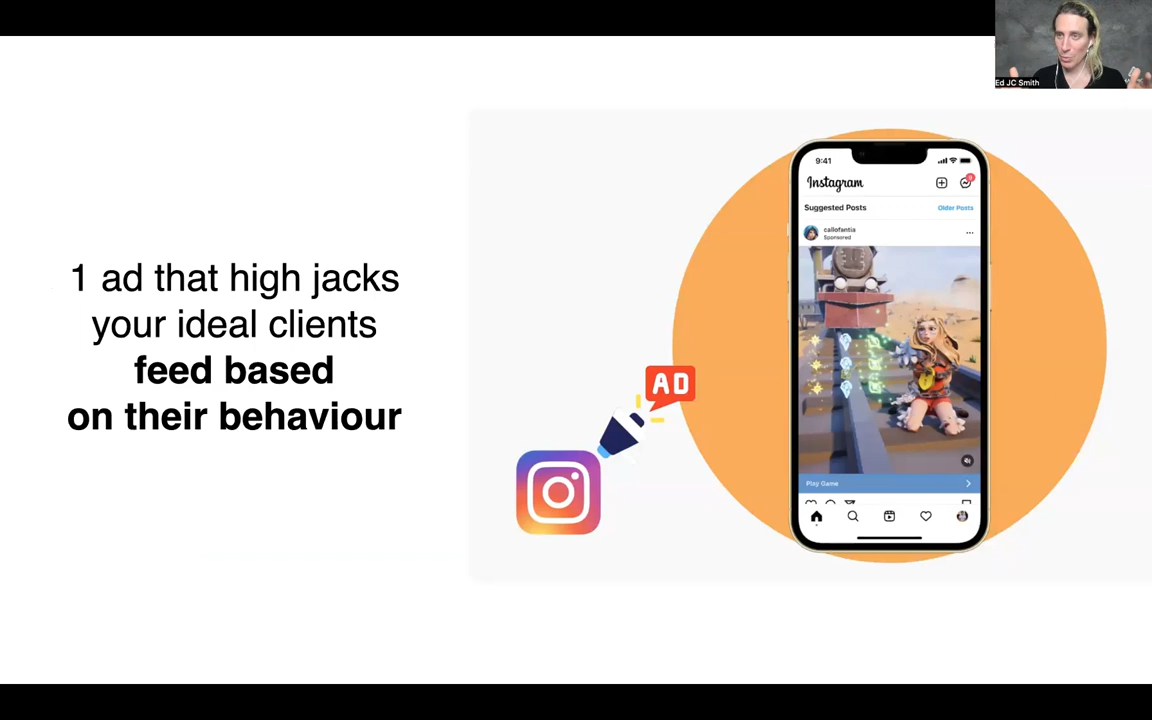 Ed JC Smith
1 ad that high jacks
your ideal clients
feed based
on their behaviour
AD
9:41
Instagram
Suggested Posts
Older Posts
callofantia
Sponsored
Play Game